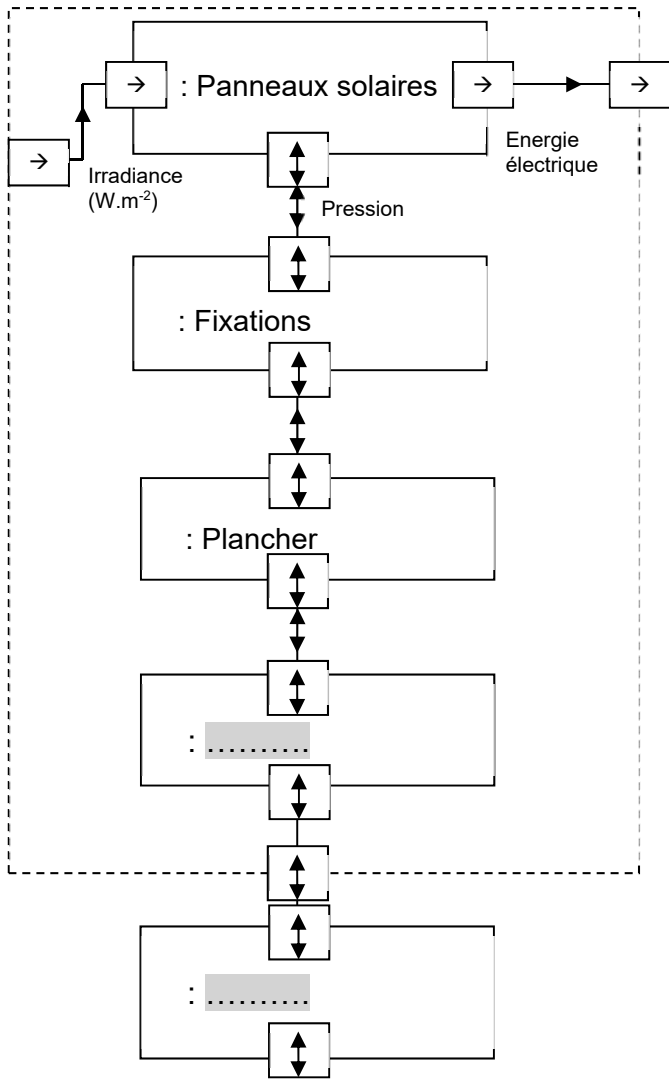 : Panneaux solaires
Energie
électrique
Irradiance
(W.m-2)
Pression
: Fixations
: Plancher
: ..........
: ..........